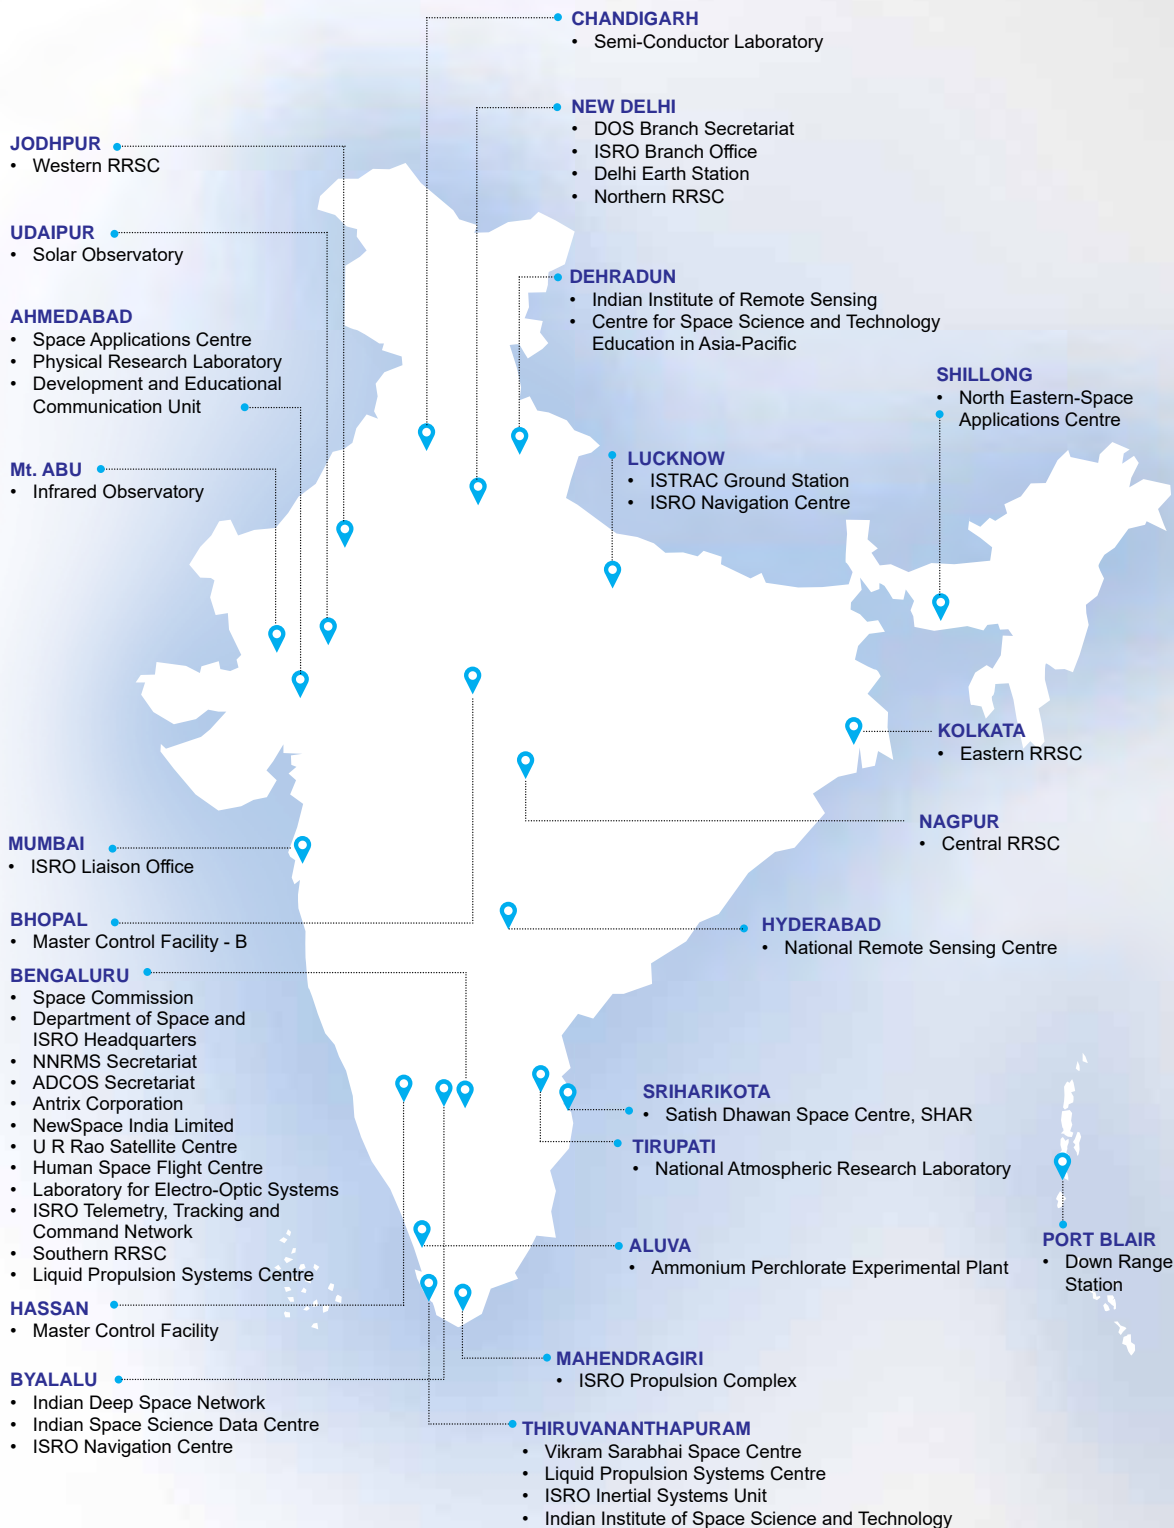 CHANDIGARH
• Semi-Conductor Laboratory
NEW DELHI
• DOS Branch Secretariat
• ISRO Branch Office
• Delhi Earth Station
• Northern RRSC
JODHPUR
• Western RRSC
UDAIPUR
• Solar Observatory
DEHRADUN
• Indian Institute of Remote Sensing
• Centre for Space Science and Technology
Education in Asia-Pacific
AHMEDABAD
• Space Applications Centre
• Physical Research Laboratory
• Development and Educational
Communication Unit
SHILLONG
• North Eastern-Space
Applications Centre
Mt. ABU
• Infrared Observatory
LUCKNOW
• ISTRAC Ground Station
• ISRO Navigation Centre
KOLKATA
• Eastern RRSC
NAGPUR
• Central RRSC
MUMBAI
• ISRO Liaison Office
BHOPAL
• Master Control Facility - B
HYDERABAD
• National Remote Sensing Centre
BENGALURU
• Space Commission
• Department of Space and
ISRO Headquarters
• NNRMS Secretariat
• ADCOS Secretariat
• Antrix Corporation
• NewSpace India Limited
• U R Rao Satellite Centre
• Human Space Flight Centre
• Laboratory for Electro-Optic Systems
• ISRO Telemetry, Tracking and
Command Network
• Southern RRSC
• Liquid Propulsion Systems Centre
SRIHARIKOTA
• Satish Dhawan Space Centre, SHAR
TIRUPATI
• National Atmospheric Research Laboratory
PORT BLAIR
• Down Range
Station
ALUVA
• Ammonium Perchlorate Experimental Plant
HASSAN
• Master Control Facility
MAHENDRAGIRI
• ISRO Propulsion Complex
BYALALU
• Indian Deep Space Network
• Indian Space Science Data Centre
• ISRO Navigation Centre
THIRUVANANTHAPURAM
• Vikram Sarabhai Space Centre
• Liquid Propulsion Systems Centre
• ISRO Inertial Systems Unit
• Indian Institute of Space Science and Technology